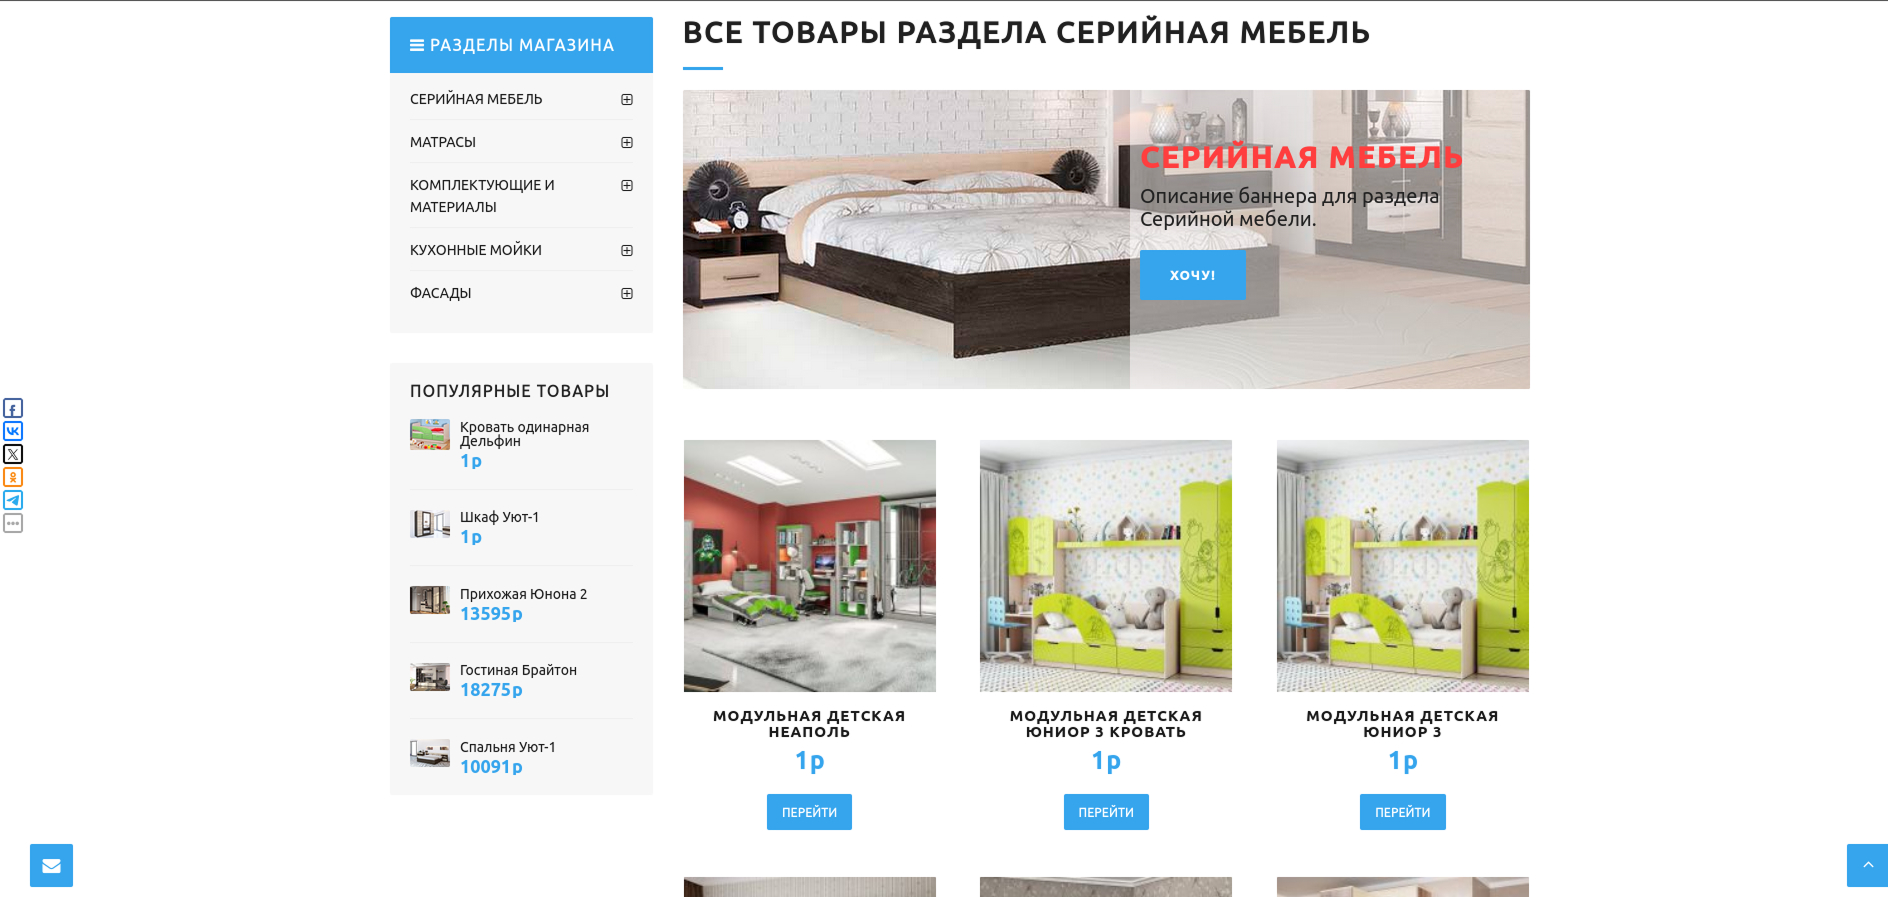 РАЗДЕЛЫ МАГАЗИНА
СЕРИЙНАЯ МЕБЕЛЬ
МАТРАСЫ
КОМПЛЕКТУЮЩИЕ И
МАТЕРИАЛЫ
КУХОННЫЕ МОЙКИ
ФАСАДЫ
ПОПУЛЯРНЫЕ ТОВАРЫ
Кровать одинарная
Дельфин
1р
Шкаф Уют-1
1р
Прихожая Юнона 2
13595р
Гостиная Брайтон
18275р
Спальня Уют-1
10091р
ВСЕ ТОВАРЫ РАЗДЕЛА СЕРИЙНАЯ МЕБЕЛЬ
СЕРИЙНАЯ МЕБЕЛЬ
Описание баннера для раздела
Серийной мебели.
ХОЧУ!
МОДУЛЬНАЯ ДЕТСКАЯ
НЕАПОЛЬ
1р
ПЕРЕЙТИ
МОДУЛЬНАЯ ДЕТСКАЯ
ЮНИОР 3 КРОВАТЬ
1р
ПЕРЕЙТИ
МОДУЛЬНАЯ ДЕТСКАЯ
ЮНИОР 3
1р
ПЕРЕЙТИ